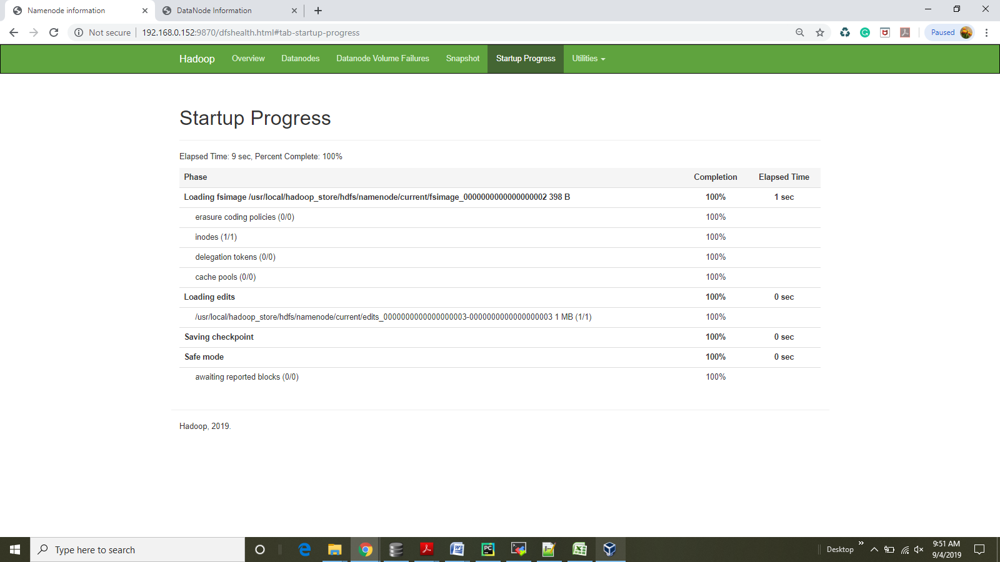 Namenode information
DataNode Information
Not secure 192.168.0.152:9870/dfshealth.html#tab-startup-progress
Paused
Hadoop Overview Datanodes Datanode Volume Failures Snapshot Startup Progress Utilities
Startup Progress
Elapsed Time: 9 sec, Percent Complete: 100%
Phase Completion Elapsed Time
Loading fsimage /usr/local/hadoop_store/hdfs/namenode/current/fsimage_0000000000000000002 398 B 100% 1 sec
erasure coding policies (0/0) 100%
inodes (1/1) 100%
delegation tokens (0/0) 100%
cache pools (0/0) 100%
Loading edits 100% 0 sec
/usr/local/hadoop_store/hdfs/namenode/current/edits_0000000000000000003-0000000000000000003 1 MB (1/1) 100%
Saving checkpoint 100% 0 sec
Safe mode 100% 0 sec
awaiting reported blocks (0/0) 100%
Hadoop, 2019.
Type here to search
Desktop
9:51 AM
9/4/2019